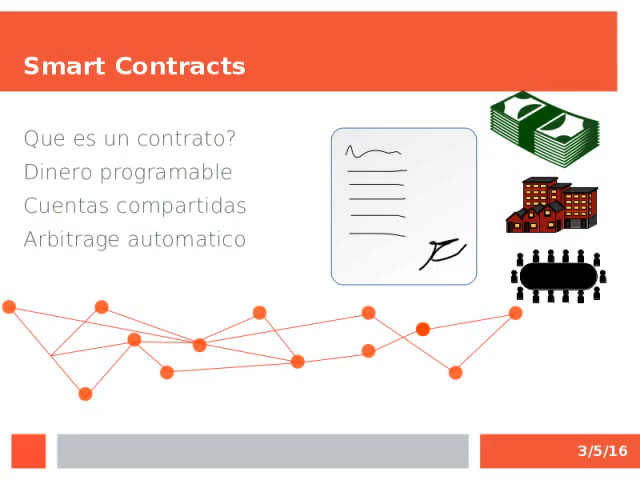 Smart Contracts
Que es un contrato?
Dinero programable
Cuentas compartidas
Arbitrage automatico
3/5/16